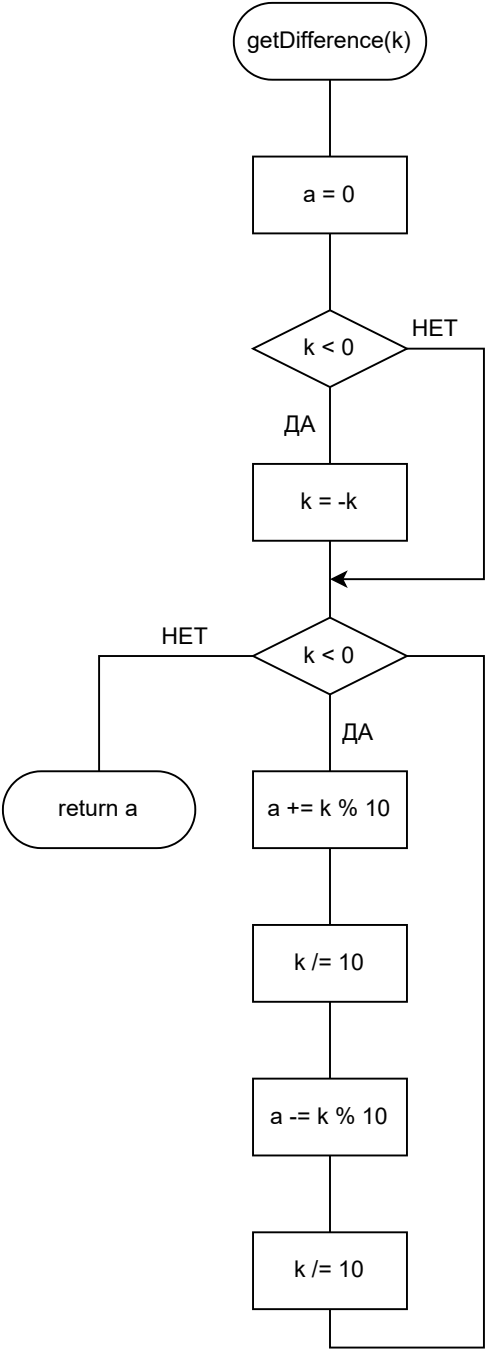 getDifference(k)
a = 0
k < 0
НЕТ
ДА
k = -k
НЕТ
k < 0
ДА
return a
a += k % 10
k /= 10
a -= k % 10
k /= 10